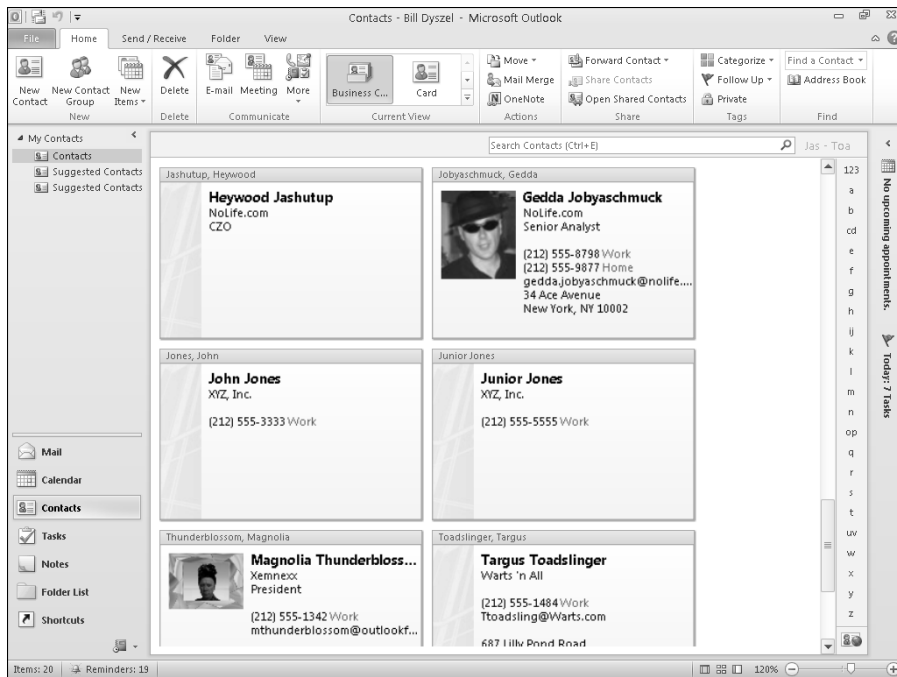 Contacts - Bill Dyszel - Microsoft Outlook
File Home Send / Receive Folder View
New Contact
New Contact Group
New Items
Delete
E-mail Meeting More
Business C... Card
Move
Mail Merge
OneNote
Forward Contact
Share Contacts
Open Shared Contacts
Categorize
Follow Up
Private
Find a Contact
Address Book
New Delete Communicate Current View Actions Share Tags Find
My Contacts
Contacts
Suggested Contacts
Suggested Contacts
Mail
Calendar
Contacts
Tasks
Notes
Folder List
Shortcuts
Search Contacts (Ctrl+E)
Jas - Toa
Jashutup, Heywood
Heywood Jashutup
NoLife.com
CZO
Jobyaschmuck, Gedda
Gedda Jobyaschmuck
NoLife.com
Senior Analyst
(212) 555-8798 Work
(212) 555-9877 Home
gedda.jobyaschmuck@nolife....
34 Ace Avenue
New York, NY 10002
Jones, John
John Jones
XYZ, Inc.
(212) 555-3333 Work
Junior Jones
Junior Jones
XYZ, Inc.
(212) 555-5555 Work
Thunderblossom, Magnolia
Magnolia Thunderbloss...
Xemnexx
President
(212) 555-1342 Work
mthunderblossom@outlookf...
Toadslinger, Targus
Targus Toadslinger
Warts 'n All
(212) 555-1484 Work
Ttoadsling@Warts.com
687 Lilly Pond Road
123
a
b
cd
e
f
g
h
ij
k
l
m
n
op
q
r
s
t
uv
w
x
y
z
No upcoming appointments.
Today: 7 Tasks
Items: 20 Reminders: 19
120%